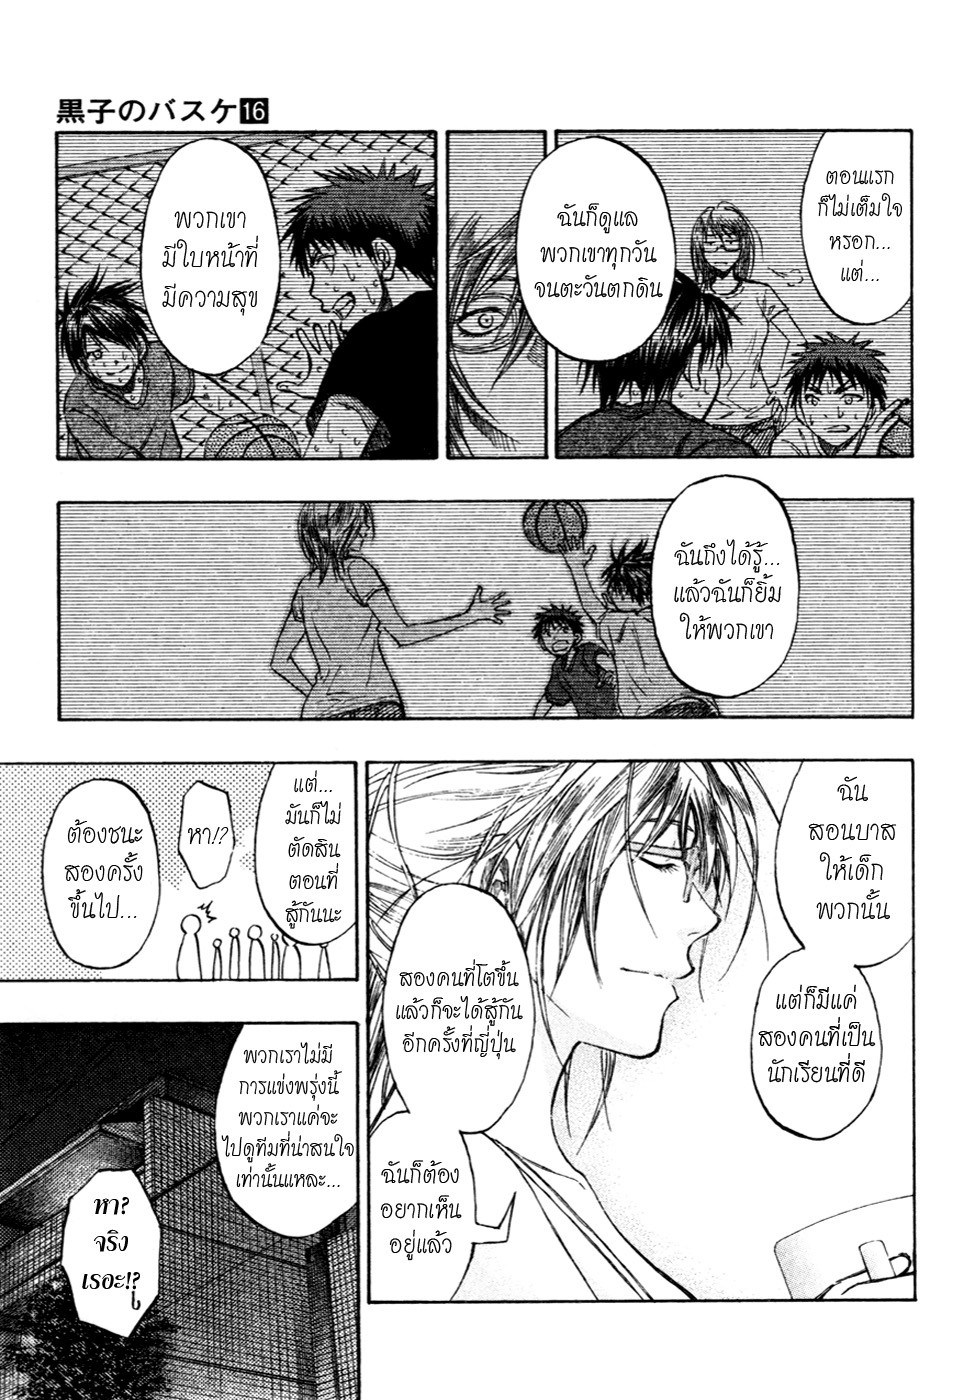 黒子のバスケ16
ตอนแรก
ก็ไม่เต็มใจ
หรอก...
แต่...
ฉันก็ดูแล
พวกเขาทุกวัน
จนตะวันตกดิน
พวกเขา
มีใบหน้าที่
มีความสุข
ฉันถึงได้รู้...
แล้วฉันก็ยิ้ม
ให้พวกเขา
ฉัน
สอนบาส
ให้เด็ก
พวกนั้น
แต่ก็มีแค่
สองคนที่เป็น
นักเรียนที่ดี
สองคนที่โตขึ้น
แล้วก็จะได้สู้กัน
อีกครั้งที่ญี่ปุ่น
ฉันก็ต้อง
อยากเห็น
อยู่แล้ว
แต่...
มันก็ไม่
ตัดสิน
ตอนที่
สู้กันนะ
หา!?
ต้องชนะ
สองครั้ง
ขึ้นไป...
พวกเราไม่มี
การแข่งพรุ่งนี้
พวกเราแค่จะ
ไปดูทีมที่น่าสนใจ
เท่านั้นแหละ...
หา?
จริง
เรอะ!?